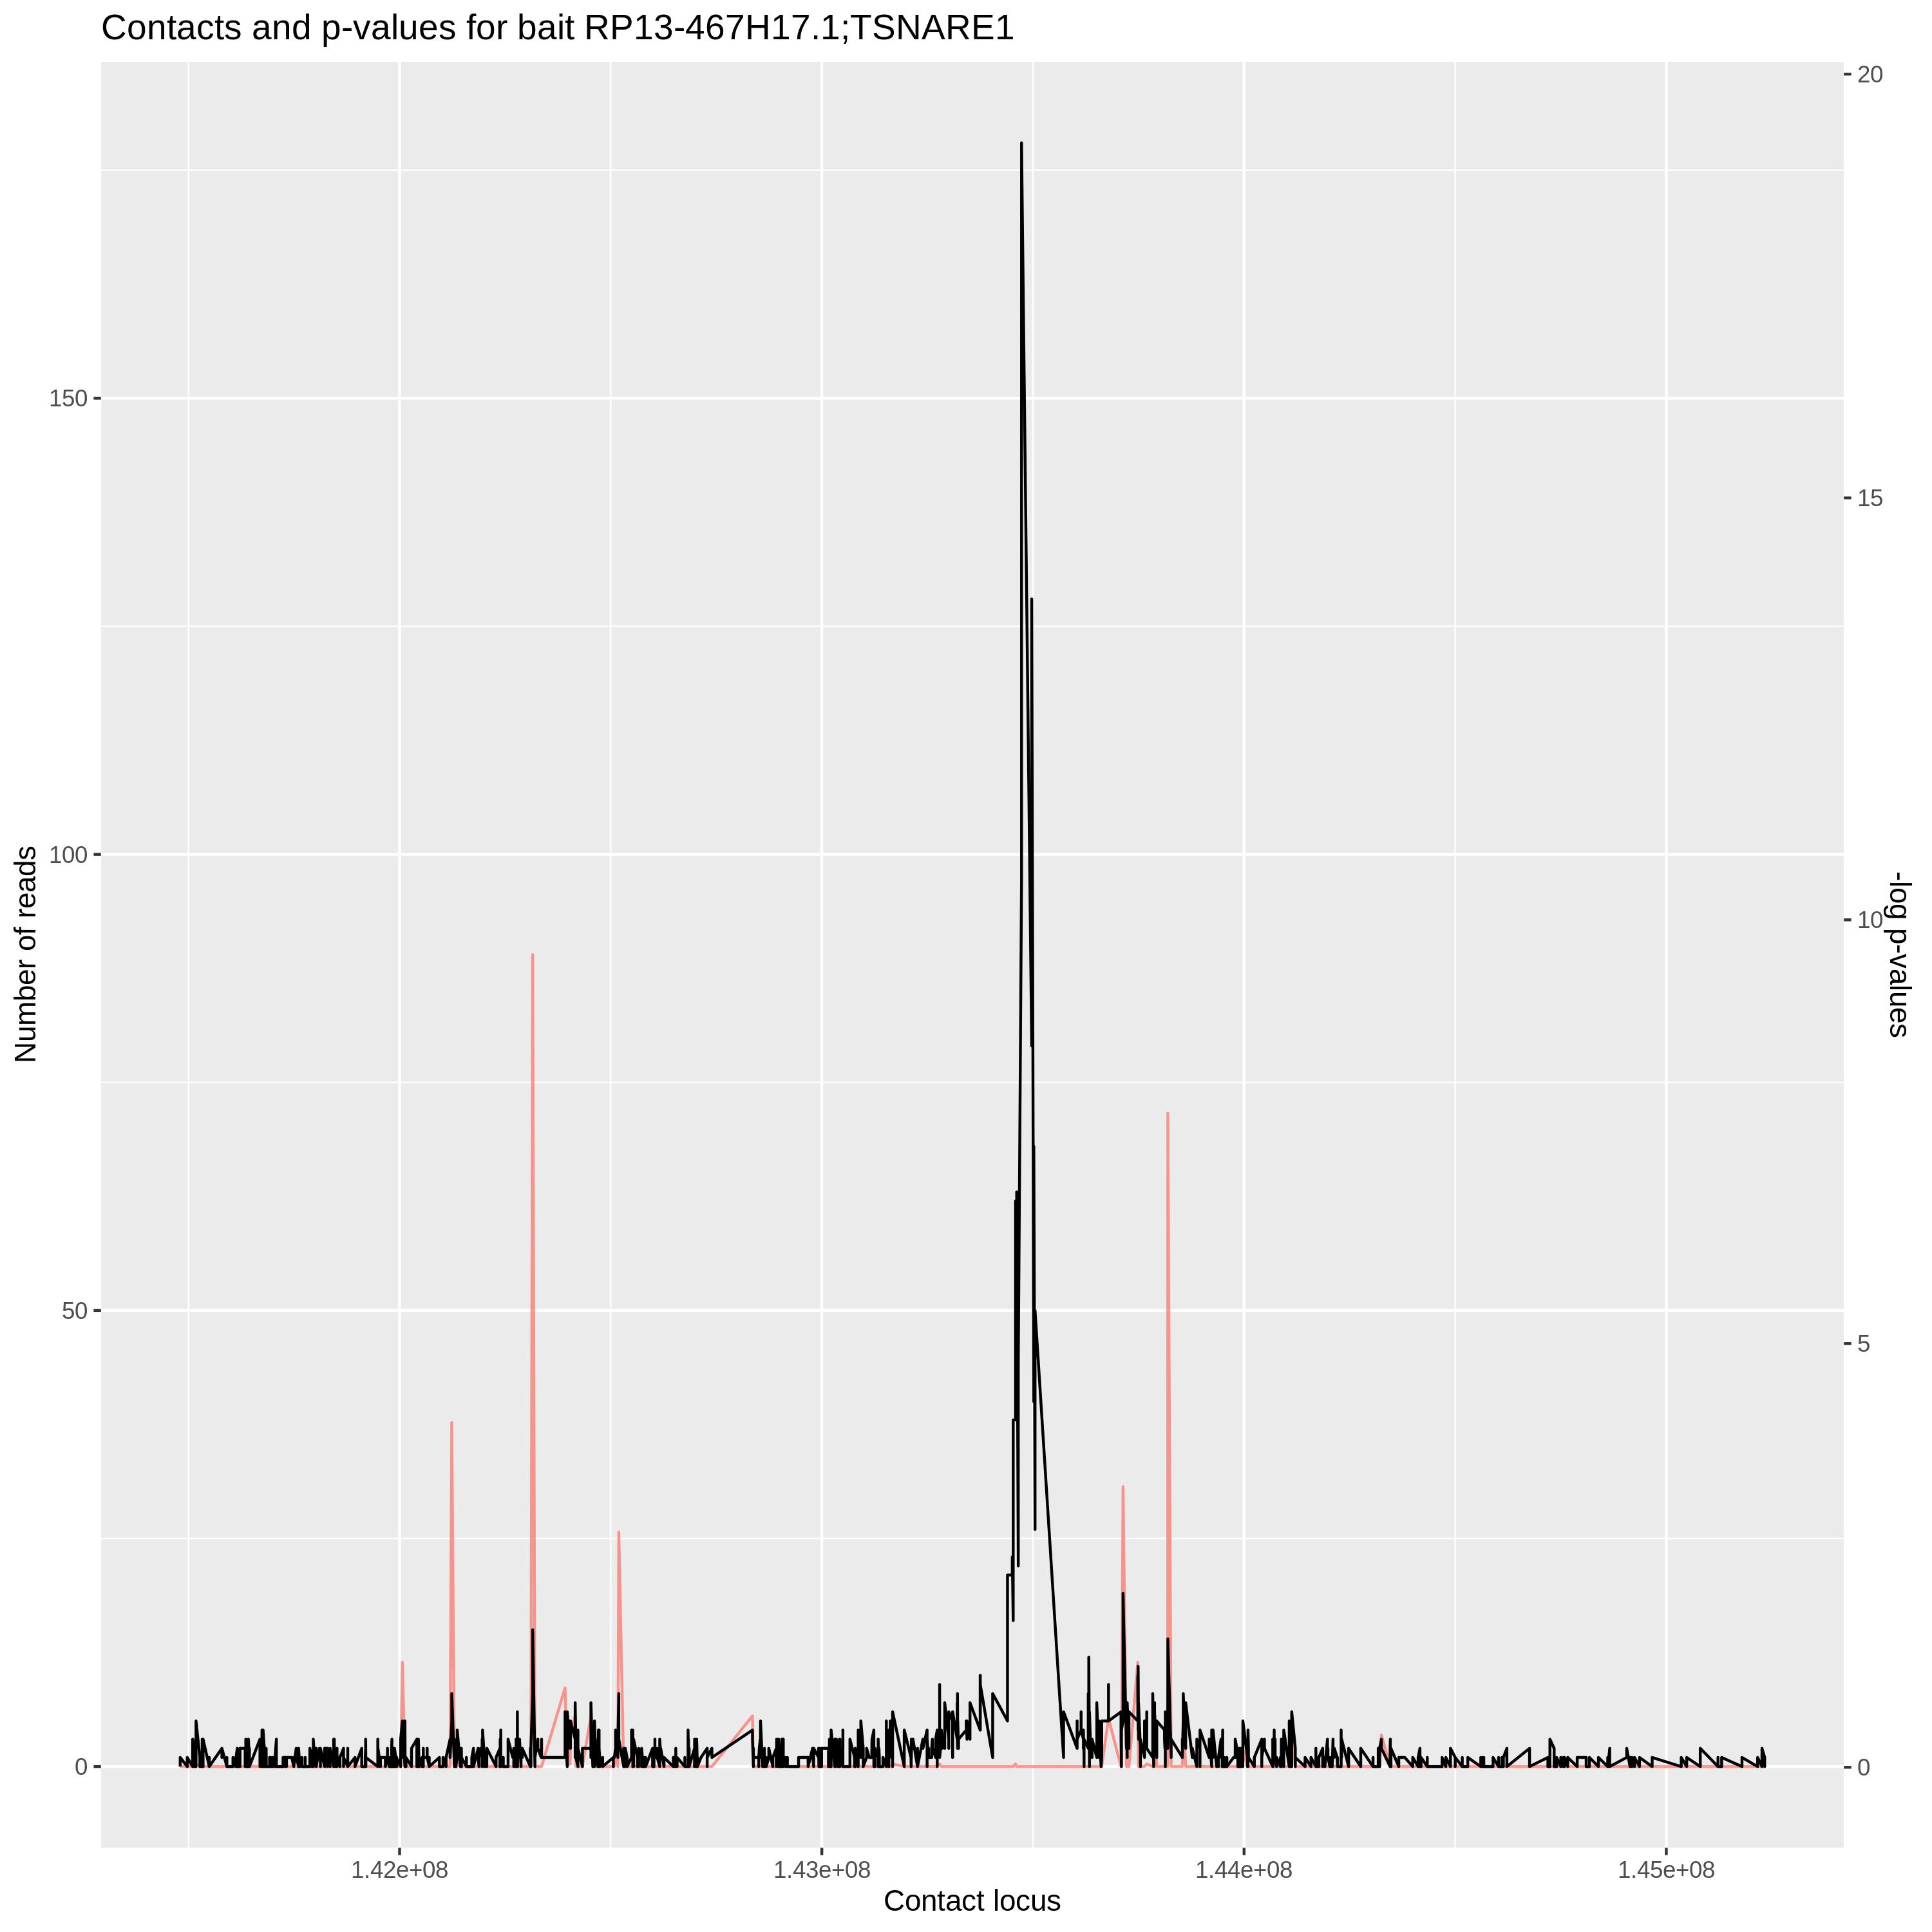 Contacts and p-values for bait RP13-467H17.1;TSNARE1
Number of reads
150
100
50
0
20
15
10
5
0
-log p-values
1.42e+08
1.43e+08
1.44e+08
1.45e+08
Contact locus